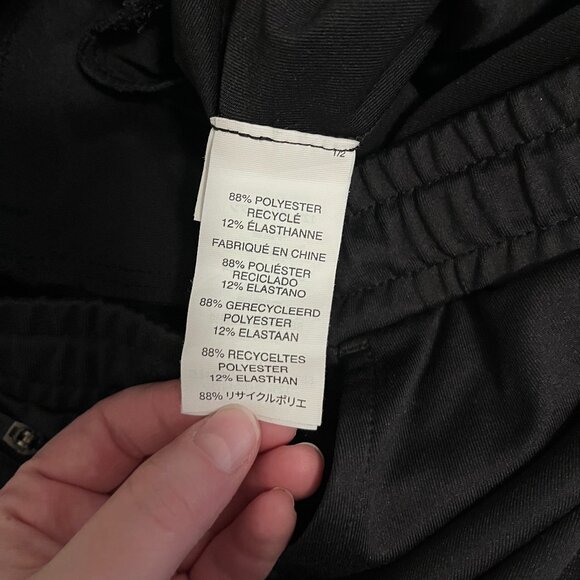 1/2
88% POLYESTER
RECYCLÉ
12% ÉLASTHANNE
FABRIQUÉ EN CHINE
88% POLIÉSTER
RECICLADO
12% ELASTANO
88% GERECYCLEERD
POLYESTER
12% ELASTAAN
88% RECYCELTES
POLYESTER
12% ELASTHAN
88% リサイクルポリエ